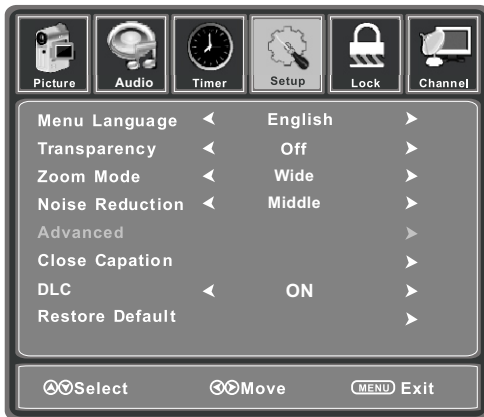 Picture Audio Timer Setup Lock Channel
Menu Language English
Transparency Off
Zoom Mode Wide
Noise Reduction Middle
Advanced
Close Capation
DLC ON
Restore Default
Select Move MENU Exit